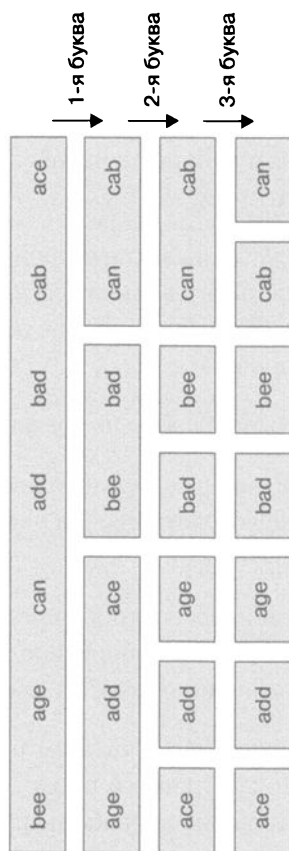 bee age can add bad cab ace
1-я буква
age add ace bee bad can cab
2-я буква
ace add age bad bee can cab
3-я буква
ace add age bad bee cab can